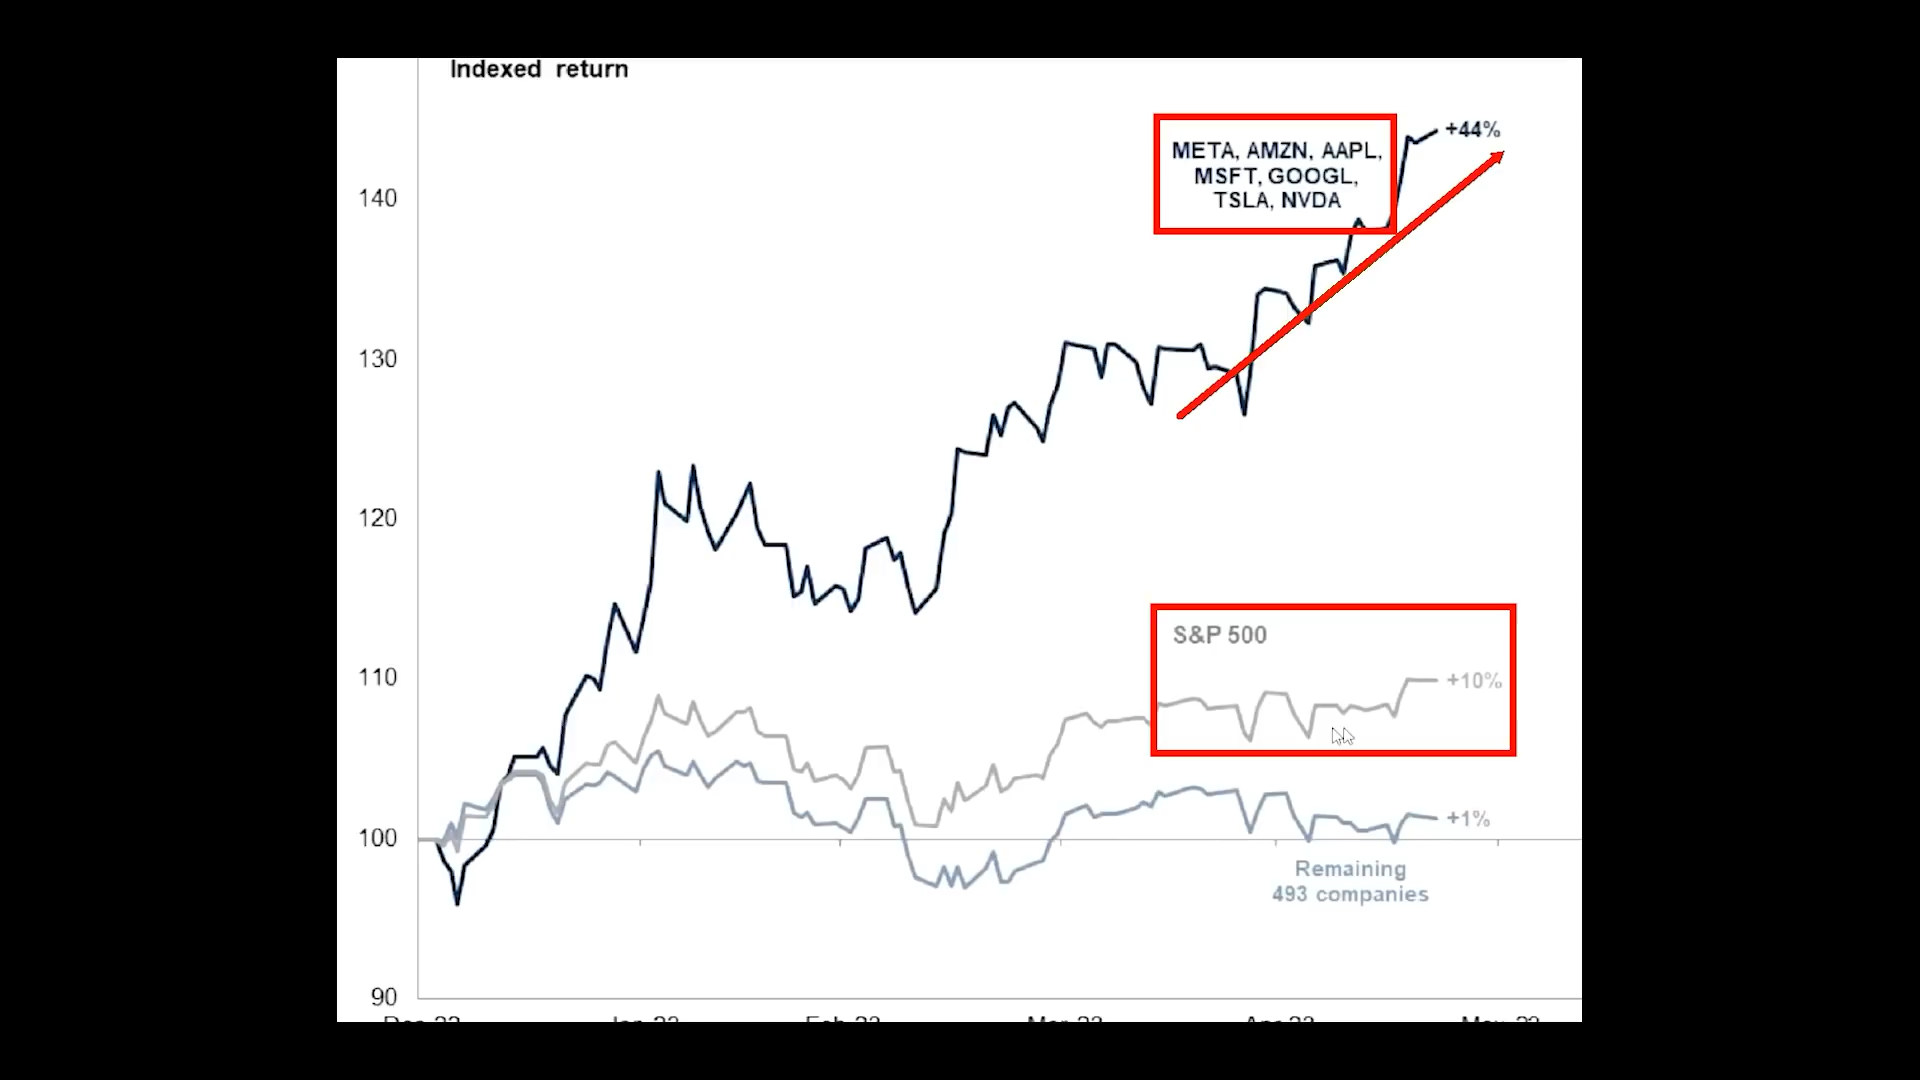 Indexed return
+44%
META, AMZN, AAPL,
MSFT, GOOGL,
TSLA, NVDA
140
130
120
S&P 500
110
+10%
+1%
100
Remaining
493 companies
90